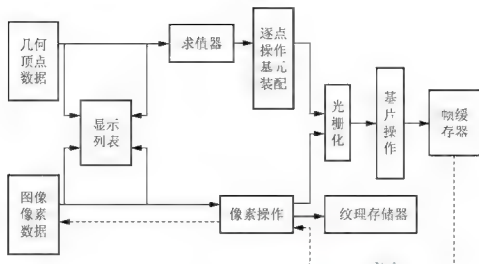 几何
顶点
数据
求值器
逐点
操作
基元
装配
显示
列表
光
栅
化
基
片
操
作
帧缓
存器
图像
像素
数据
像素操作
纹理存储器